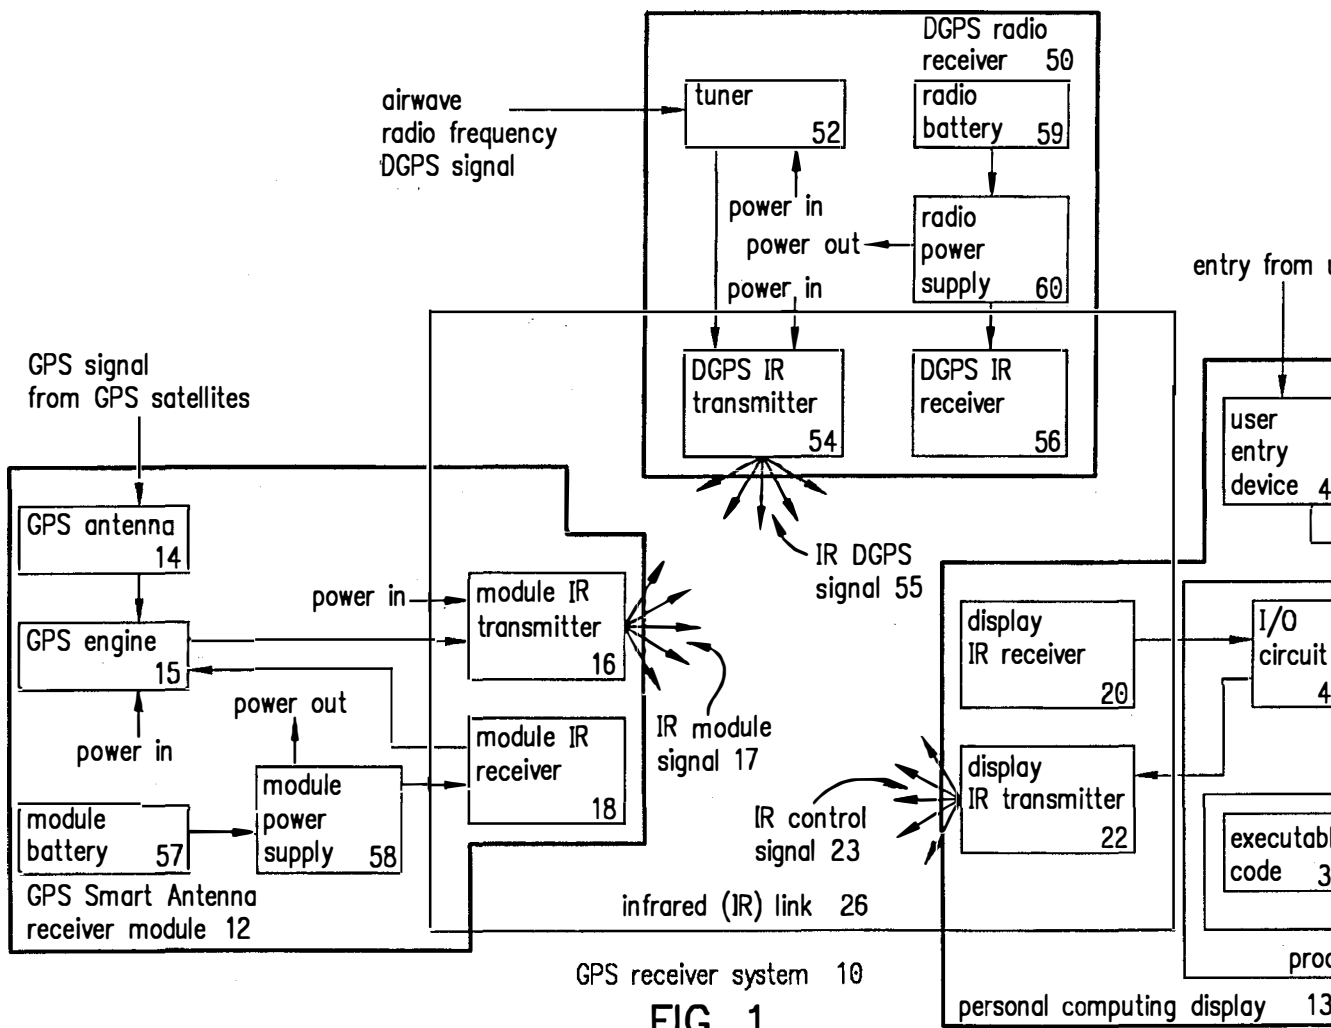 DGPS radio
receiver 50
tuner
52
radio
battery
59
airwave
radio frequency
DGPS signal
power in
power out
radio
power
supply
60
power in
entry from
DGPS IR
transmitter
54
DGPS IR
receiver
56
GPS signal
from GPS satellites
user
entry
device
GPS antenna
14
IR DGPS
signal 55
power in
module IR
transmitter
16
GPS engine
15
display
IR receiver
20
I/O
circuit
power out
power in
IR module
signal 17
module IR
receiver
18
module
power
supply 58
module
battery
57
display
IR transmitter
22
IR control
signal 23
executabl
code
GPS Smart Antenna
receiver module 12
infrared (IR) link 26
GPS receiver system 10
personal computing display 13
FIG. 1